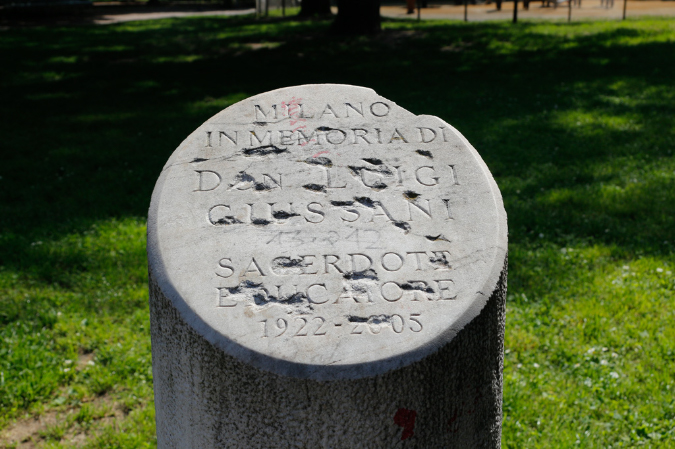 MILANO
IN MEMORIA DI
DON LUIGI
GIUSSANI
SACERDOTE
EDUCATORE
1922-2005